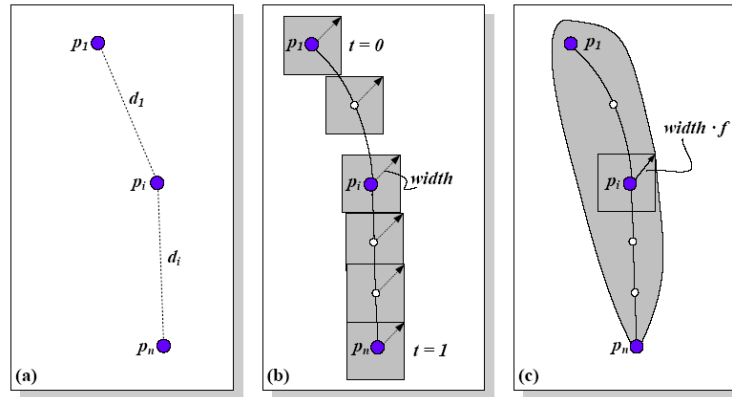 p1
d1
pi
di
pn
(a)
p1
t = 0
pi
width
pn
t = 1
(b)
p1
width · f
pi
pn
(c)